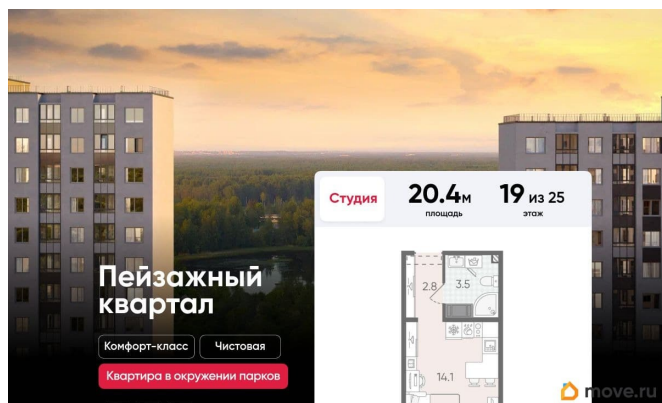 Студия
20.4м
площадь
19 из 25
этаж
Пейзажный
квартал
Комфорт-класс
Чистовая
Квартира в окружении парков
2.8
3.5
14.1
move.ru